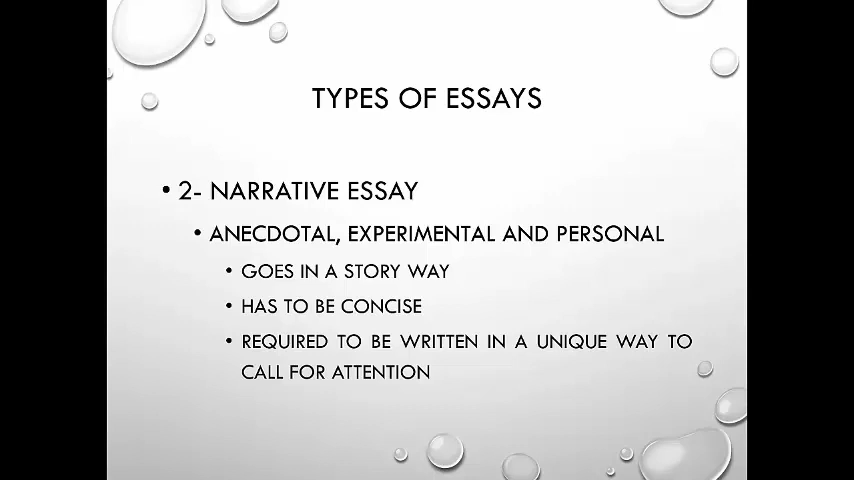 TYPES OF ESSAYS
• 2- NARRATIVE ESSAY
• ANECDOTAL, EXPERIMENTAL AND PERSONAL
• GOES IN A STORY WAY
• HAS TO BE CONCISE
• REQUIRED TO BE WRITTEN IN A UNIQUE WAY TO
CALL FOR ATTENTION